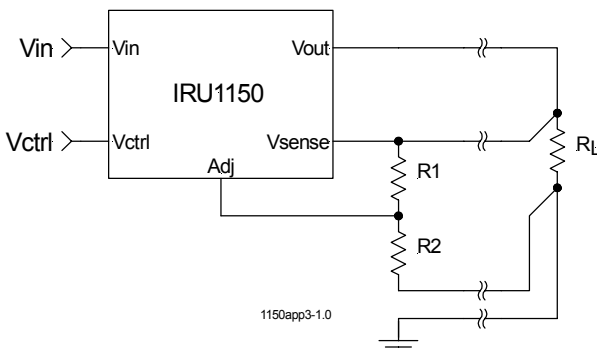 Vin
Vin
Vout
IRU1150
Vctrl
Vctrl
Vsense
RL
Adj
R1
R2
1150app3-1.0